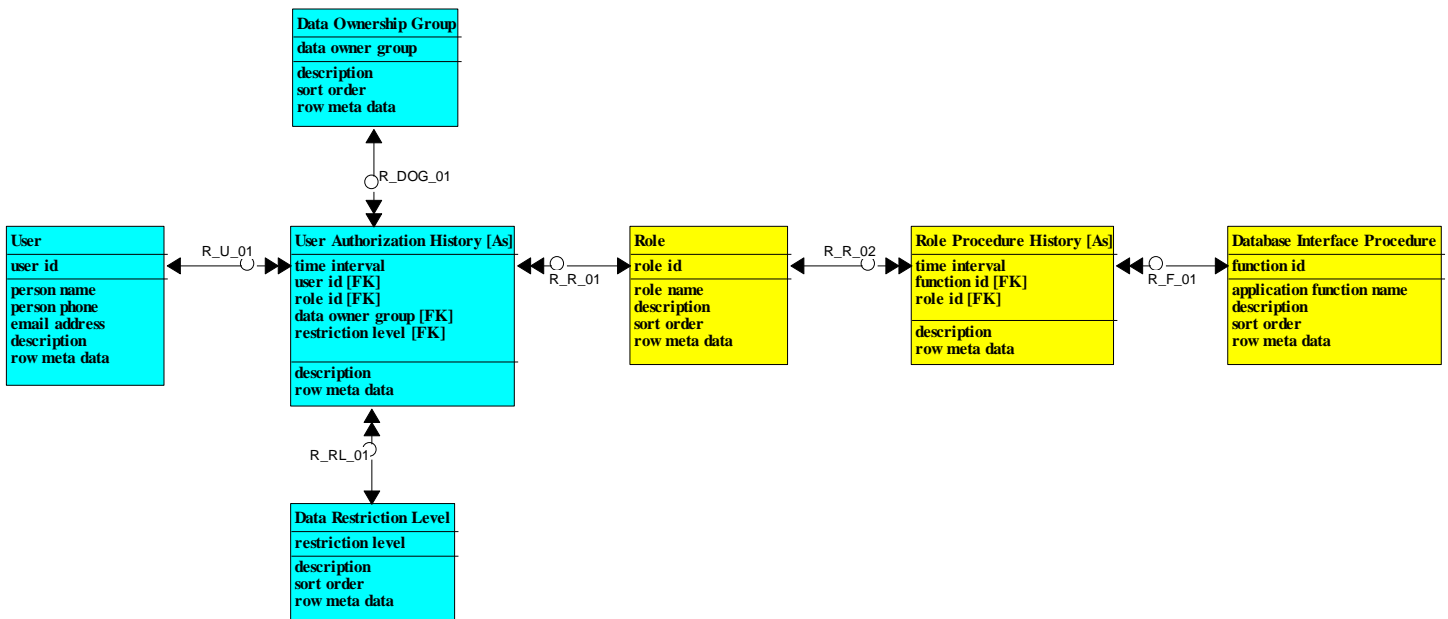 Data Ownership Group
data owner group
description
sort order
row meta data
R_DOG_01
User
user id
person name
person phone
email address
description
row meta data
R_U_01
User Authorization History [As]
time interval
user id [FK]
role id [FK]
data owner group [FK]
restriction level [FK]
description
row meta data
R_R_01
Role
role id
role name
description
sort order
row meta data
R_R_02
Role Procedure History [As]
time interval
function id [FK]
role id [FK]
description
row meta data
R_F_01
Database Interface Procedure
function id
application function name
description
sort order
row meta data
R_RL_01
Data Restriction Level
restriction level
description
sort order
row meta data